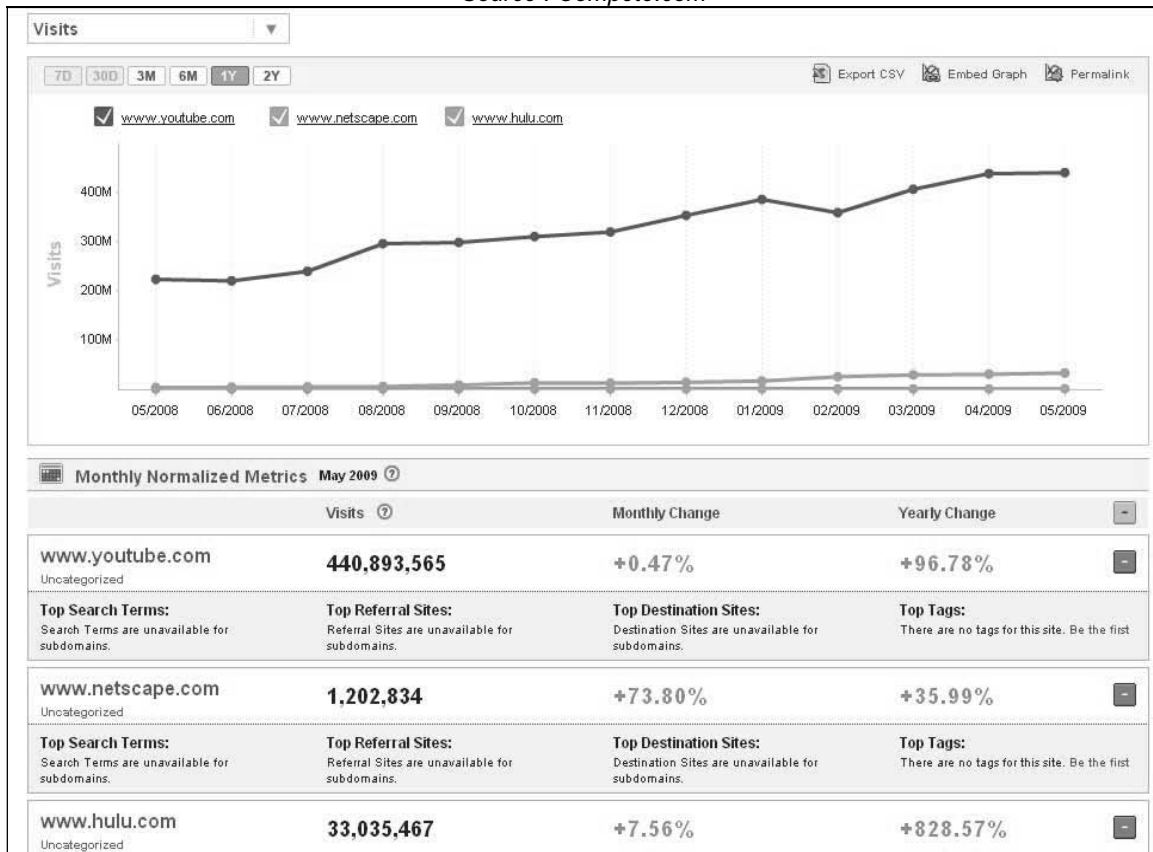 Source : Compete.com
Visits
7D 30D 3M 6M 1Y 2Y
Export CSV Embed Graph Permalink
www.youtube.com www.netscape.com www.hulu.com
400M
300M
200M
100M
Visits
05/2008 06/2008 07/2008 08/2008 09/2008 10/2008 11/2008 12/2008 01/2009 02/2009 03/2009 04/2009 05/2009
Monthly Normalized Metrics May 2009 ?
Visits ? Monthly Change Yearly Change -
www.youtube.com 440,893,565 +0.47% +96.78% -
Uncategorized
Top Search Terms: Top Referral Sites: Top Destination Sites: Top Tags:
Search Terms are unavailable for Referral Sites are unavailable for Destination Sites are unavailable for There are no tags for this site. Be the first
subdomains. subdomains. subdomains.
www.netscape.com 1,202,834 +73.80% +35.99% -
Uncategorized
Top Search Terms: Top Referral Sites: Top Destination Sites: Top Tags:
Search Terms are unavailable for Referral Sites are unavailable for Destination Sites are unavailable for There are no tags for this site. Be the first
subdomains. subdomains. subdomains.
www.hulu.com 33,035,467 +7.56% +828.57% -
Uncategorized